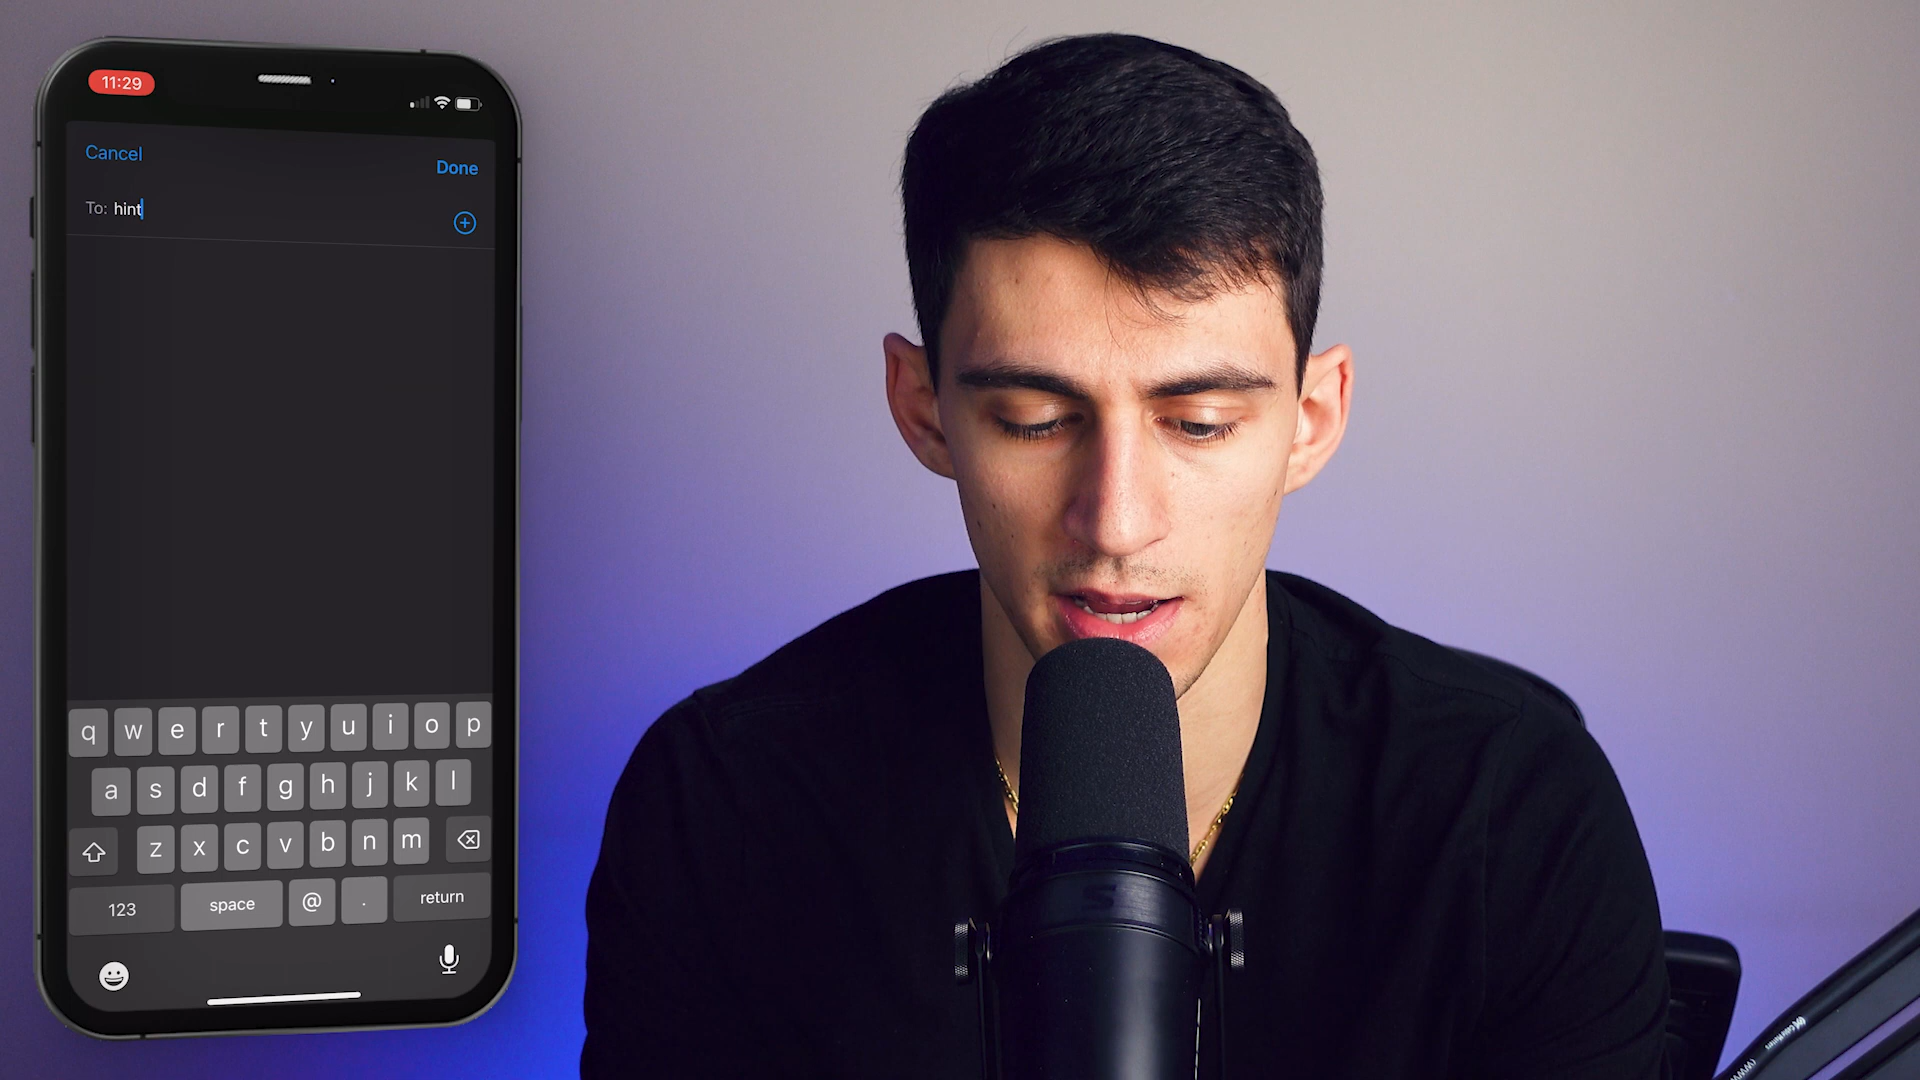 11:29
Cancel
Done
To: hint
q w e r t y u i o p
a s d f g h j k l
z x c v b n m
123 space @ . return
S